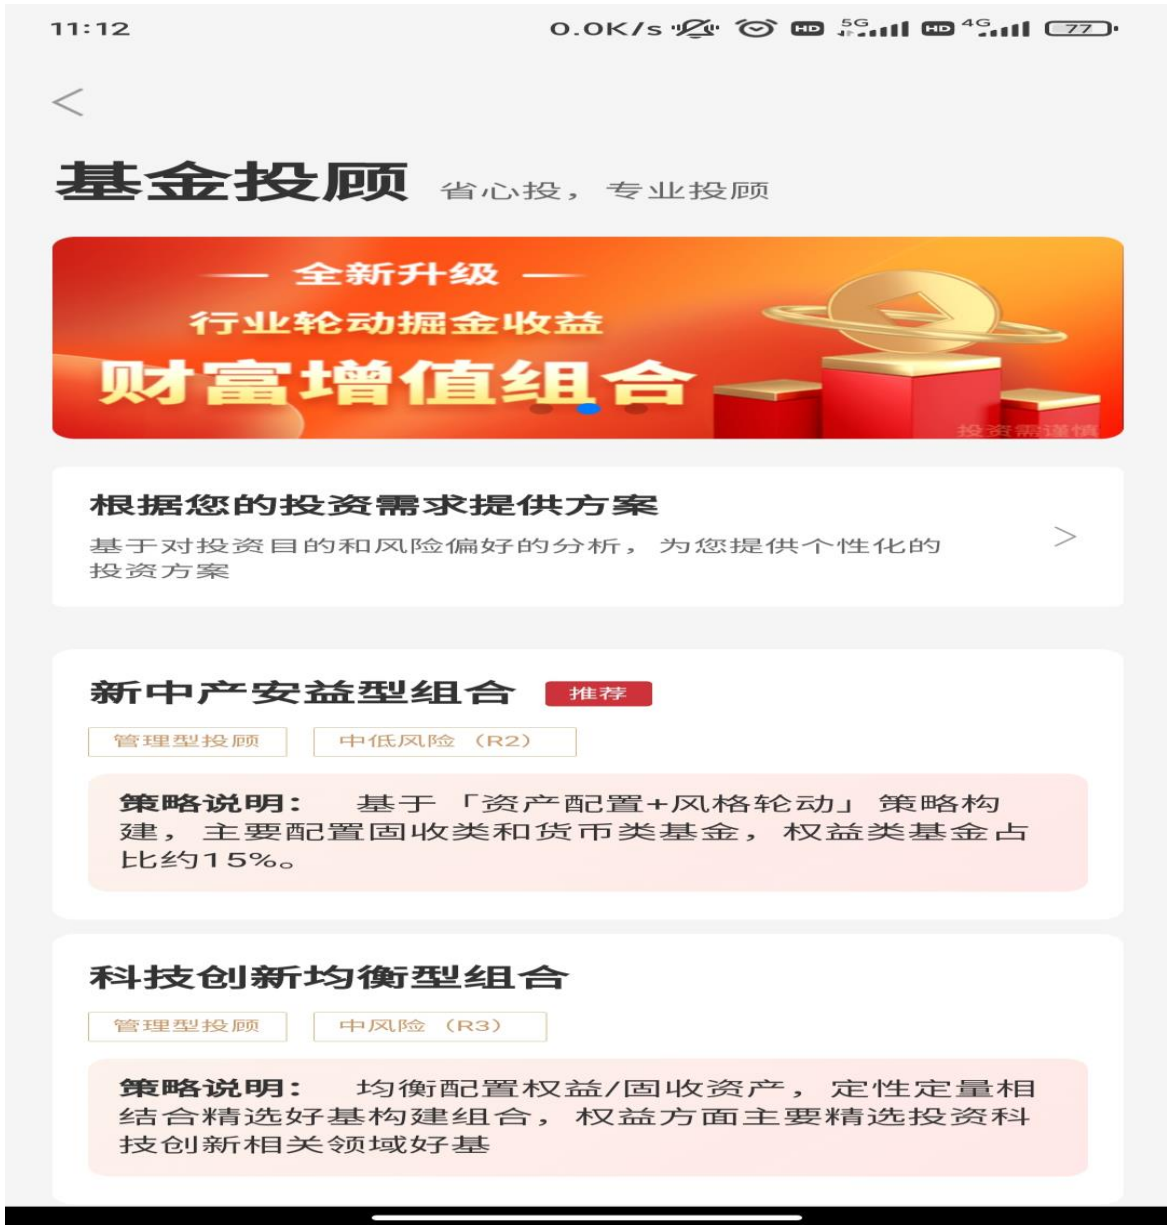 11:12 0.0K/s HD 5G HD 4G 77
<
基金投顾 省心投，专业投顾
— 全新升级 —
行业轮动掘金收益
财富增值组合
投资需谨慎
根据您的投资需求提供方案
基于对投资目的和风险偏好的分析，为您提供个性化的
投资方案
>
新中产安益型组合 推荐
管理型投顾 中低风险（R2）
策略说明： 基于「资产配置+风格轮动」策略构
建，主要配置固收类和货币类基金，权益类基金占
比约15%。
科技创新均衡型组合
管理型投顾 中风险（R3）
策略说明： 均衡配置权益/固收资产，定性定量相
结合精选好基构建组合，权益方面主要精选投资科
技创新相关领域好基